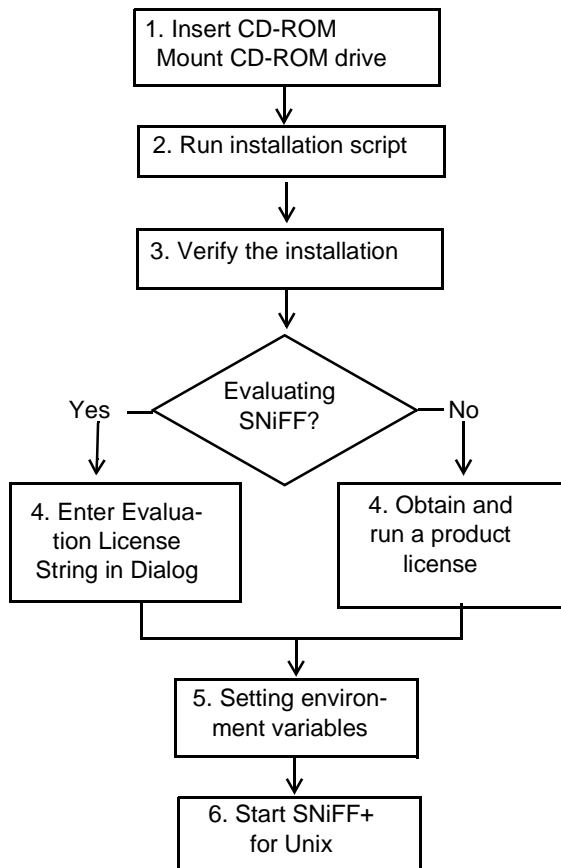 1. Insert CD-ROM
Mount CD-ROM drive
2. Run installation script
3. Verify the installation
Evaluating
SNiFF?
Yes
No
4. Enter Evalua-
tion License
String in Dialog
4. Obtain and
run a product
license
5. Setting environ-
ment variables
6. Start SNiFF+
for Unix